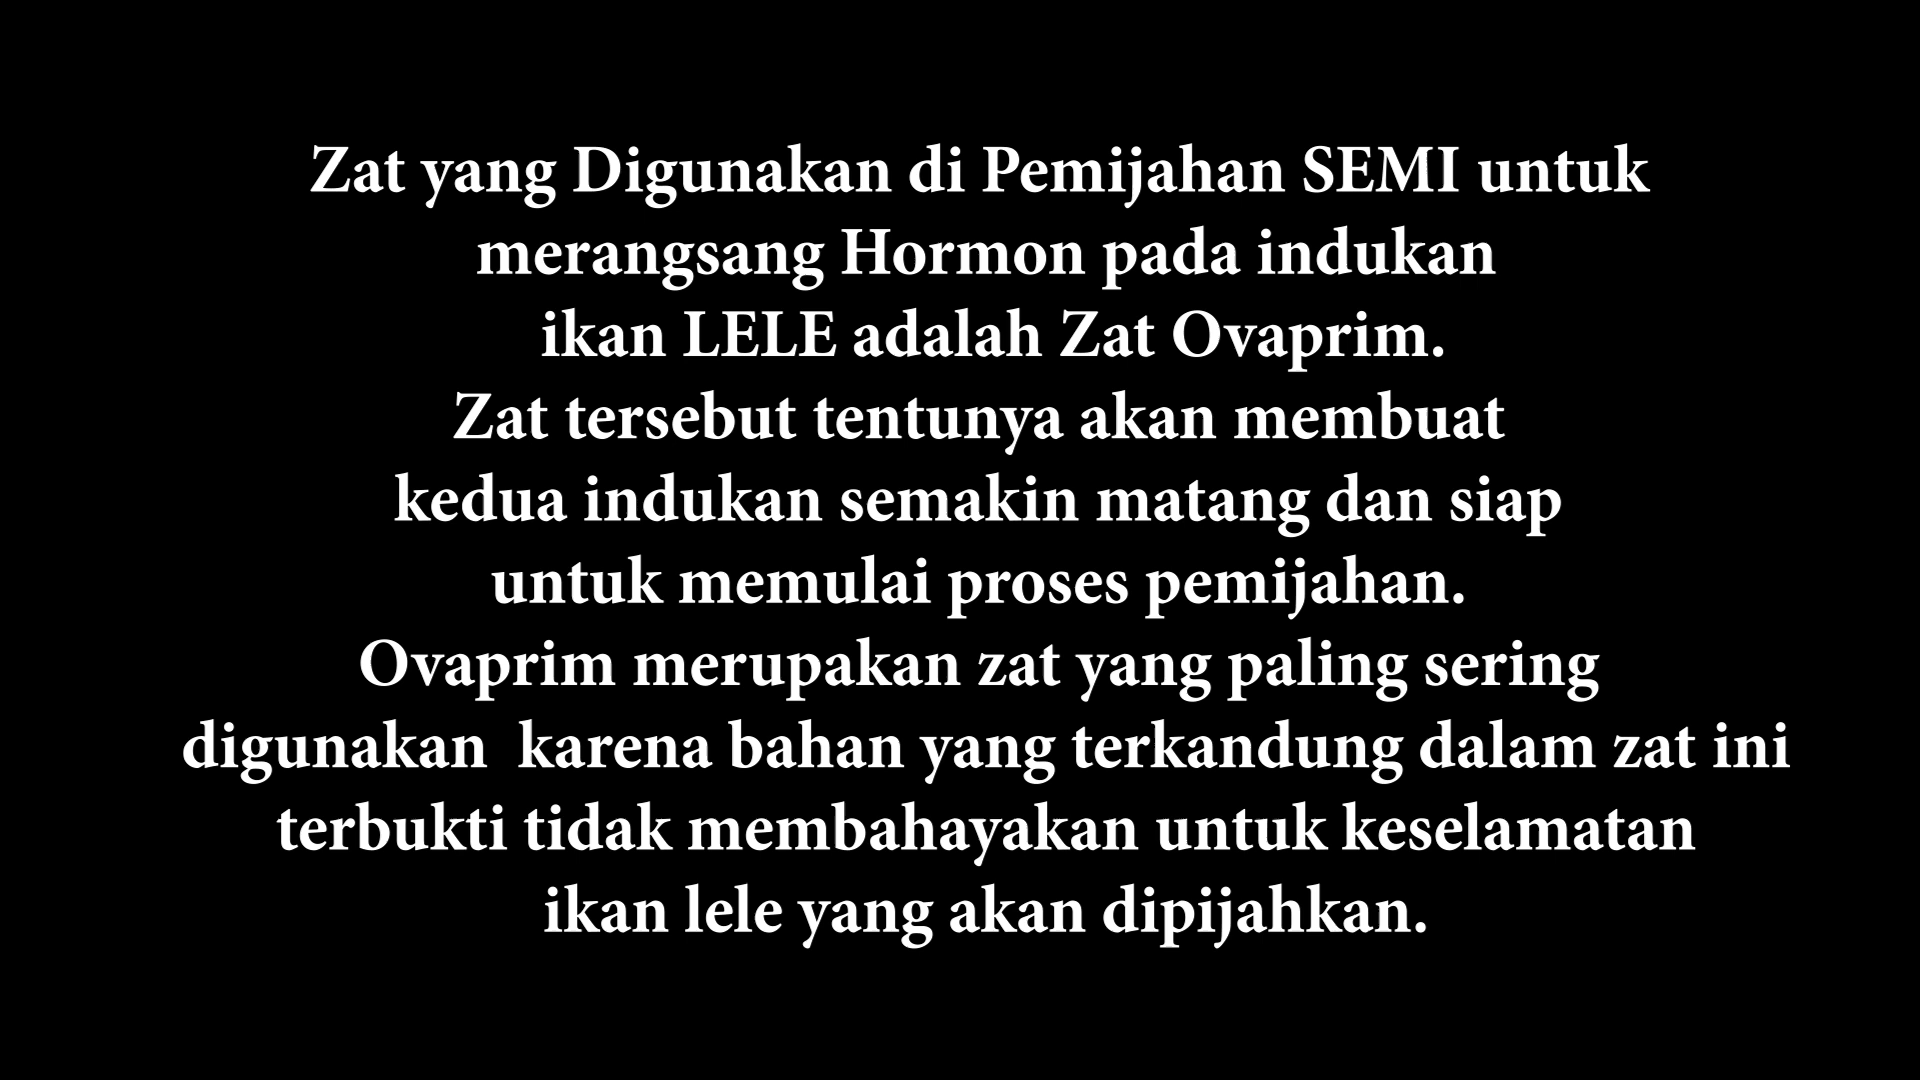 Zat yang Digunakan di Pemijahan SEMI untuk
merangsang Hormon pada indukan
ikan LELE adalah Zat Ovaprim.
Zat tersebut tentunya akan membuat
kedua indukan semakin matang dan siap
untuk memulai proses pemijahan.
Ovaprim merupakan zat yang paling sering
digunakan  karena bahan yang terkandung dalam zat ini
terbukti tidak membahayakan untuk keselamatan
ikan lele yang akan dipijahkan.